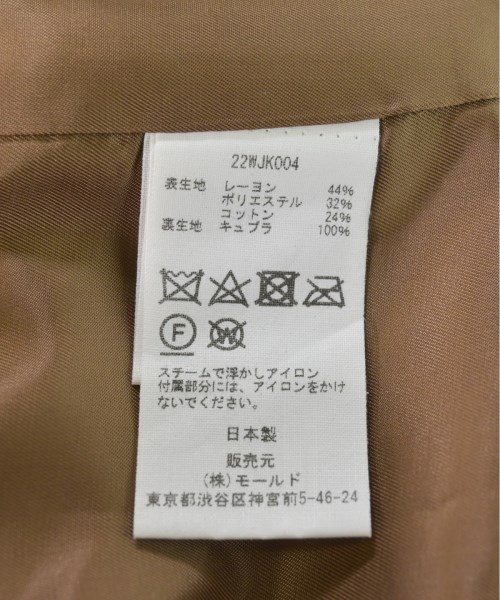 22WJK004
表生地 レーヨン 44%
ポリエステル 32%
コットン 24%
裏生地 キュプラ 100%
F W
スチームで浮かしアイロン
付属部分には、アイロンをかけ
ないでください。
日本製
販売元
(株)モールド
東京都渋谷区神宮前5-46-24